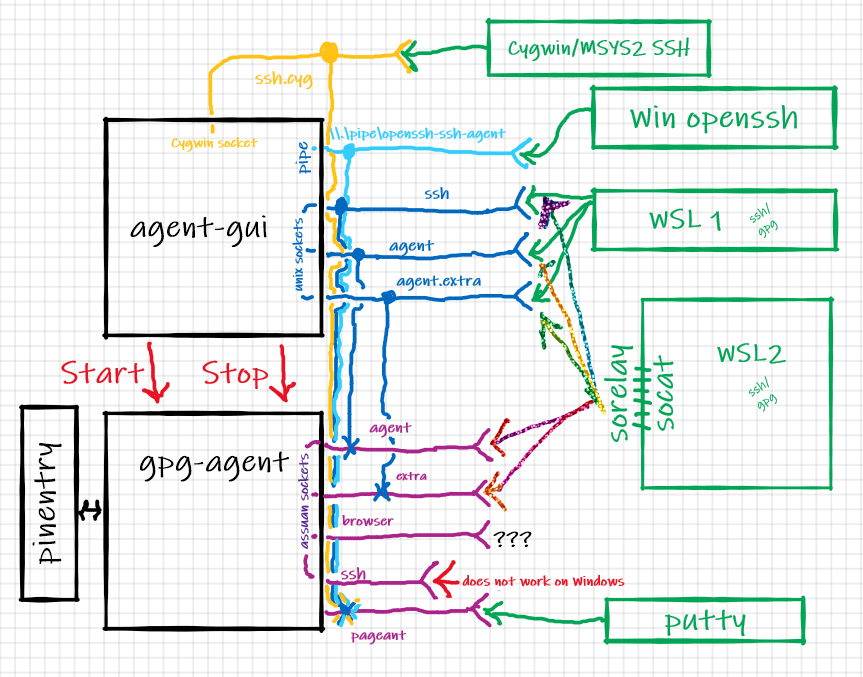 Cygwin/MSYS2 SSH
ssh.cyg
Win openssh
\\.\pipe\openssh-ssh-agent
Cygwin socket
pipe
ssh
WSL 1
ssh/
gpg
agent-gui
unix sockets
agent
agent.extra
WSL2
ssh/
gpg
sorelay
socat
Start
Stop
agent
gpg-agent
pinentry
assuan sockets
extra
browser
???
ssh
does not work on Windows
putty
pageant